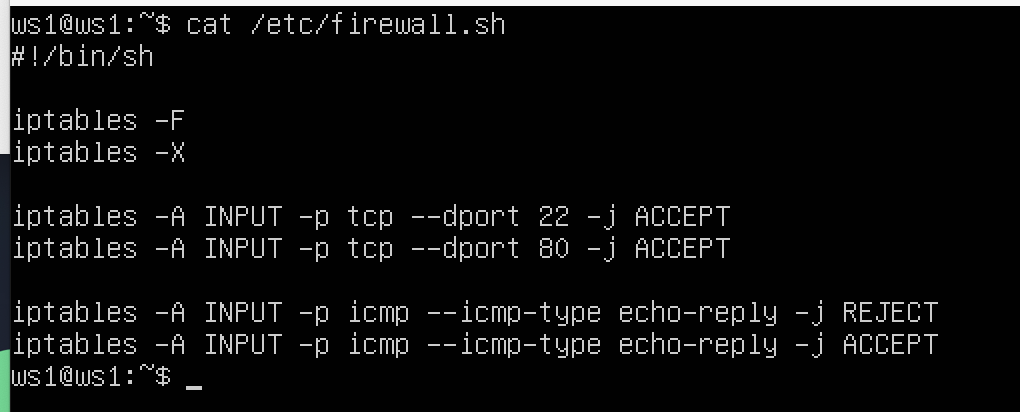 ws1@ws1:~$ cat /etc/firewall.sh
#!/bin/sh
iptables -F
iptables -X
iptables -A INPUT -p tcp --dport 22 -j ACCEPT
iptables -A INPUT -p tcp --dport 80 -j ACCEPT
iptables -A INPUT -p icmp --icmp-type echo-reply -j REJECT
iptables -A INPUT -p icmp --icmp-type echo-reply -j ACCEPT
ws1@ws1:~$ _